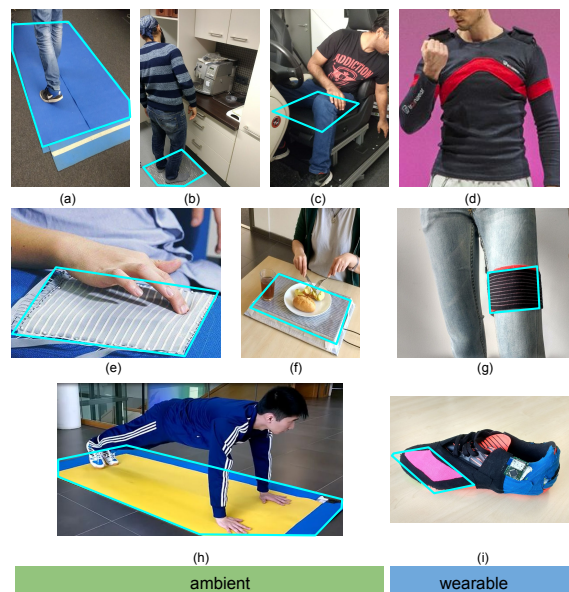 ADDICTION
(a)
(b)
(c)
(d)
(e)
(f)
(g)
(h)
(i)
ambient
wearable